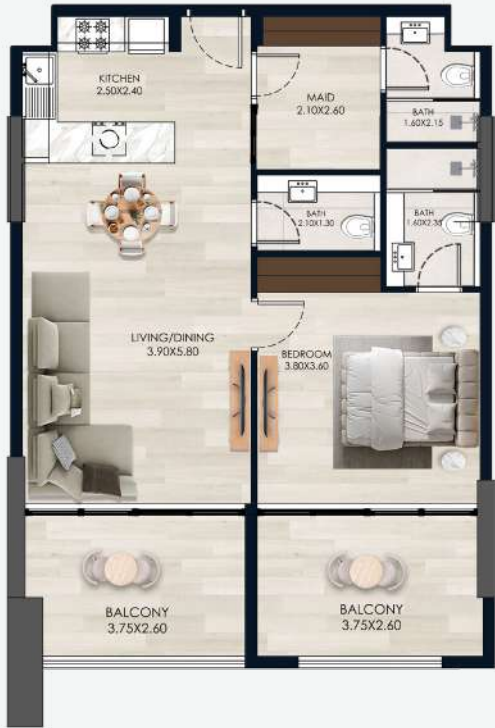 KITCHEN
2.50X2.40
MAID
2.10X2.60
BATH
1.60X2.15
BATH
2.10X1.30
BATH
1.60X2.35
LIVING/DINING
3.90X5.80
BEDROOM
3.80X3.60
BALCONY
3.75X2.60
BALCONY
3.75X2.60